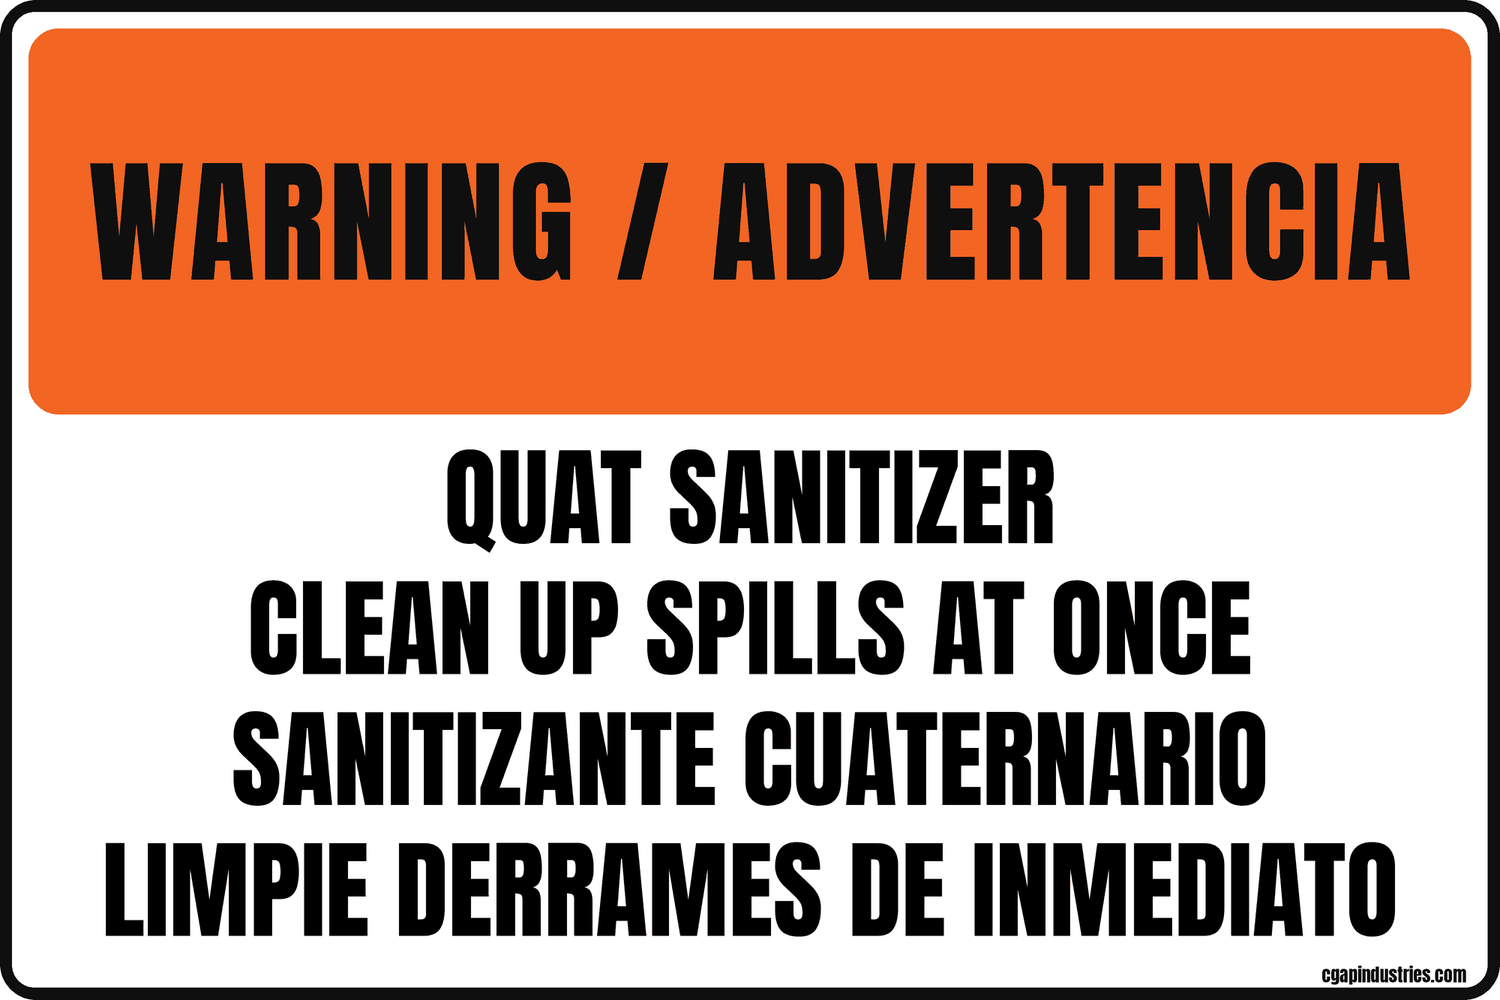 WARNING / ADVERTENCIA
QUAT SANITIZER
CLEAN UP SPILLS AT ONCE
SANITIZANTE CUATERNARIO
LIMPIE DERRAMES DE INMEDIATO
cgapindustries.com